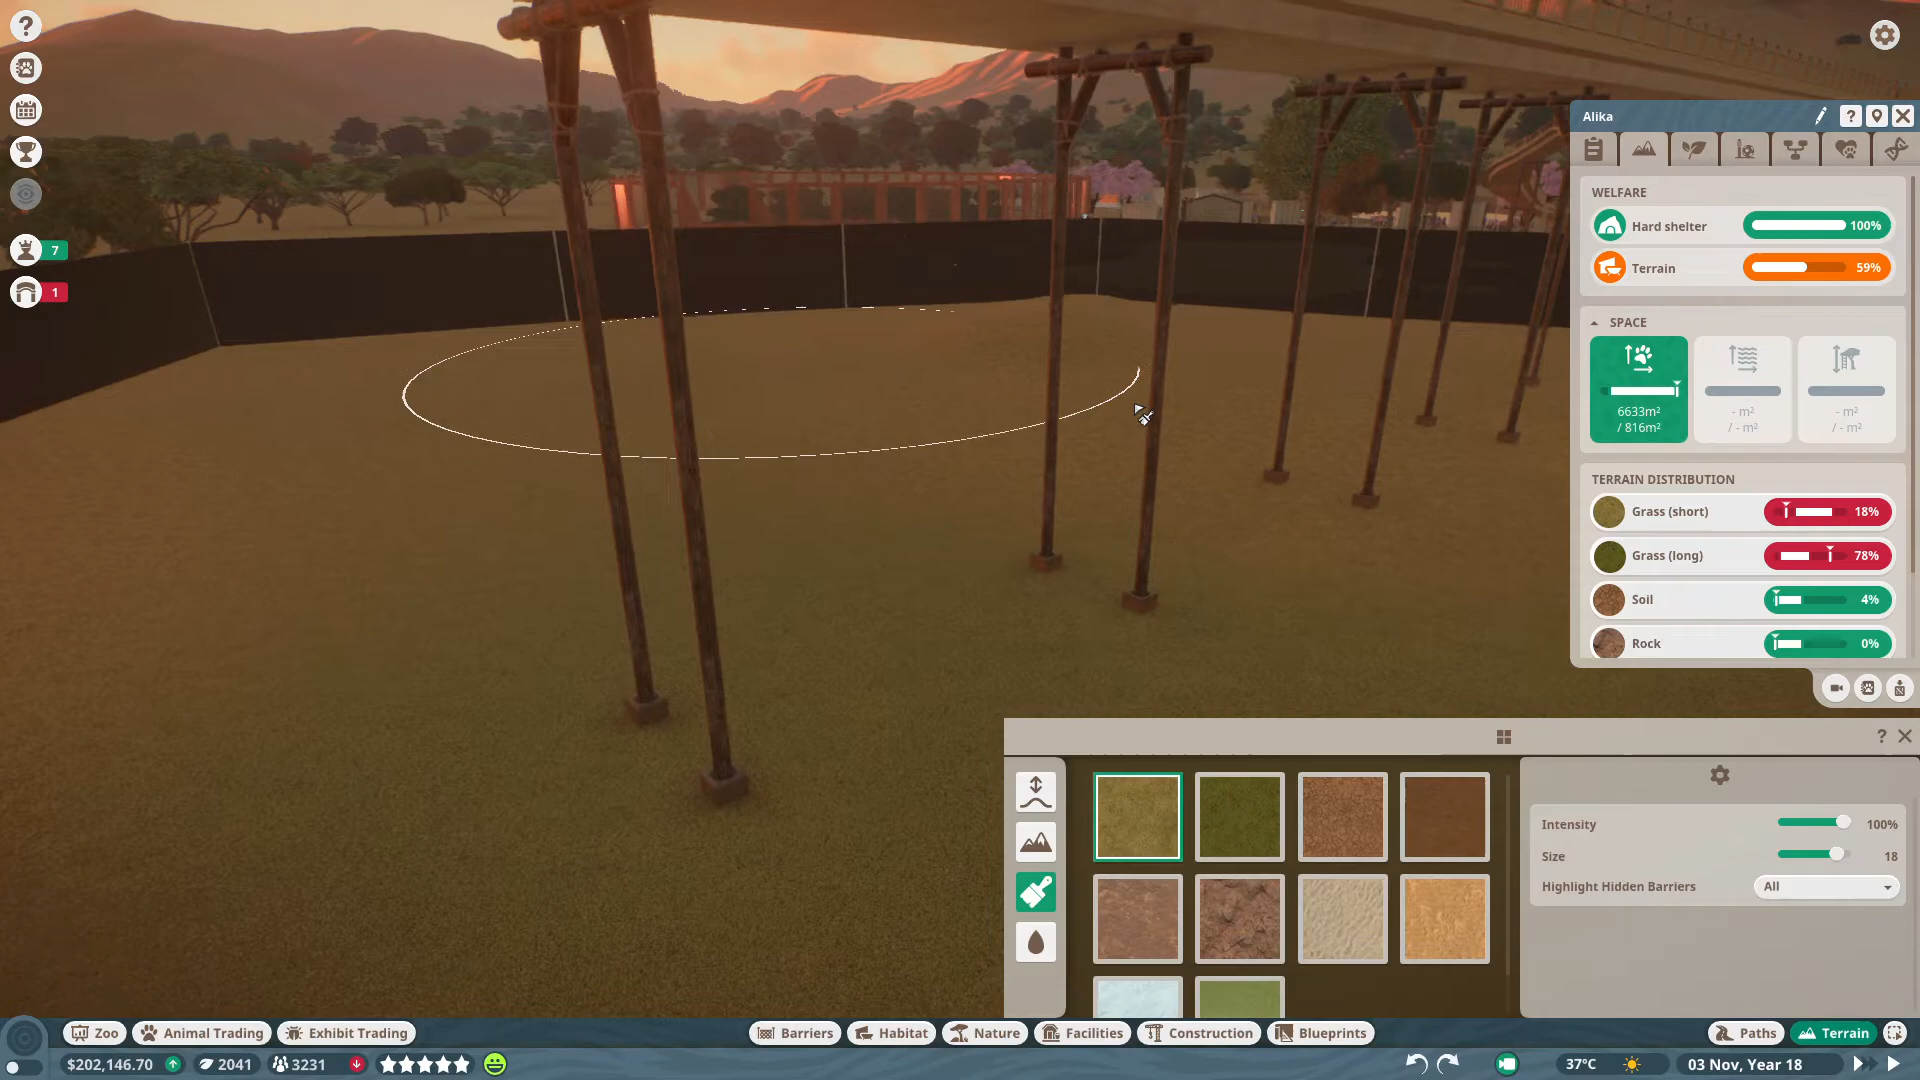 ?
7
1
Alika
?
WELFARE
Hard shelter 100%
Terrain 59%
SPACE
6633m²
/ 816m²
- m²
/ - m²
- m²
/ - m²
TERRAIN DISTRIBUTION
Grass (short) 18%
Grass (long) 78%
Soil 4%
Rock 0%
?
Intensity 100%
Size 18
Highlight Hidden Barriers All
Zoo
Animal Trading
Exhibit Trading
Barriers
Habitat
Nature
Facilities
Construction
Blueprints
Paths
Terrain
$202,146.70
2041
3231
37°C
03 Nov, Year 18